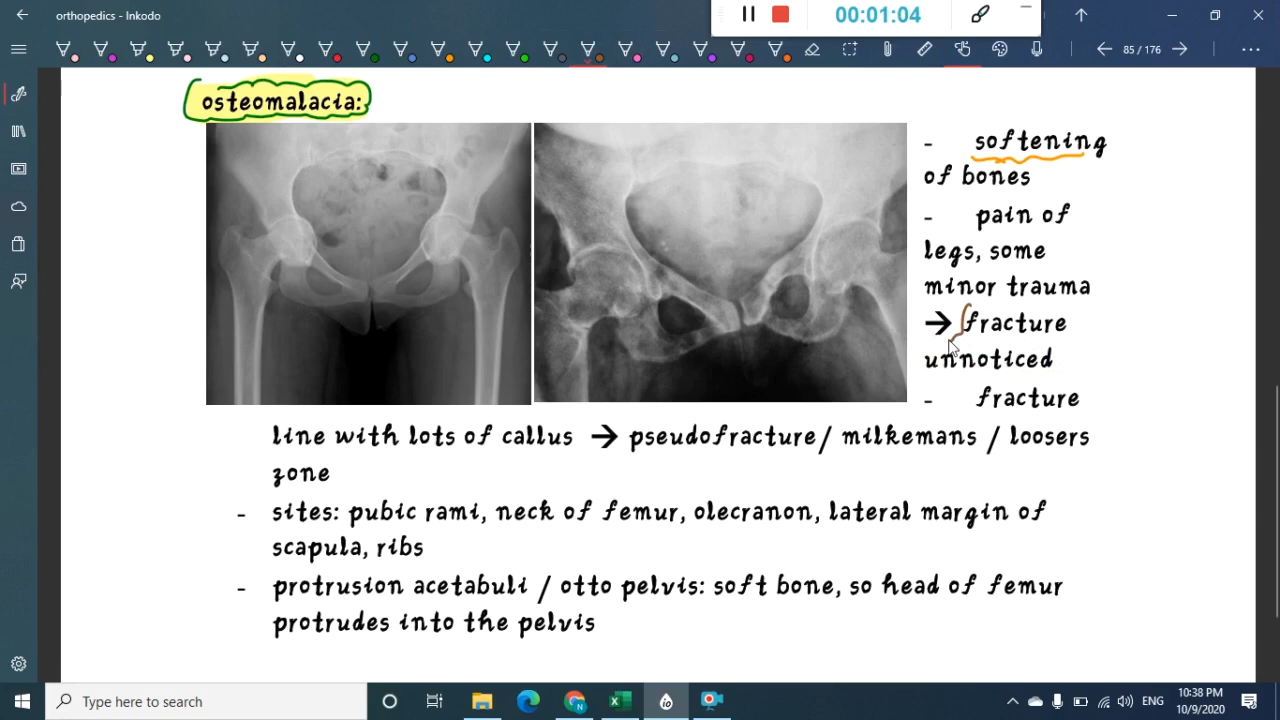 orthopedics - Inkodo
00:01:04
85 / 176
osteomalacia:
- softening
of bones
- pain of
legs, some
minor trauma
→ fracture
unnoticed
- fracture
line with lots of callus → pseudofracture/ milkemans / loosers
zone
- sites: pubic rami, neck of femur, olecranon, lateral margin of
scapula, ribs
- protrusion acetabuli / otto pelvis: soft bone, so head of femur
protrudes into the pelvis
Type here to search
io
ENG
10:38 PM
10/9/2020